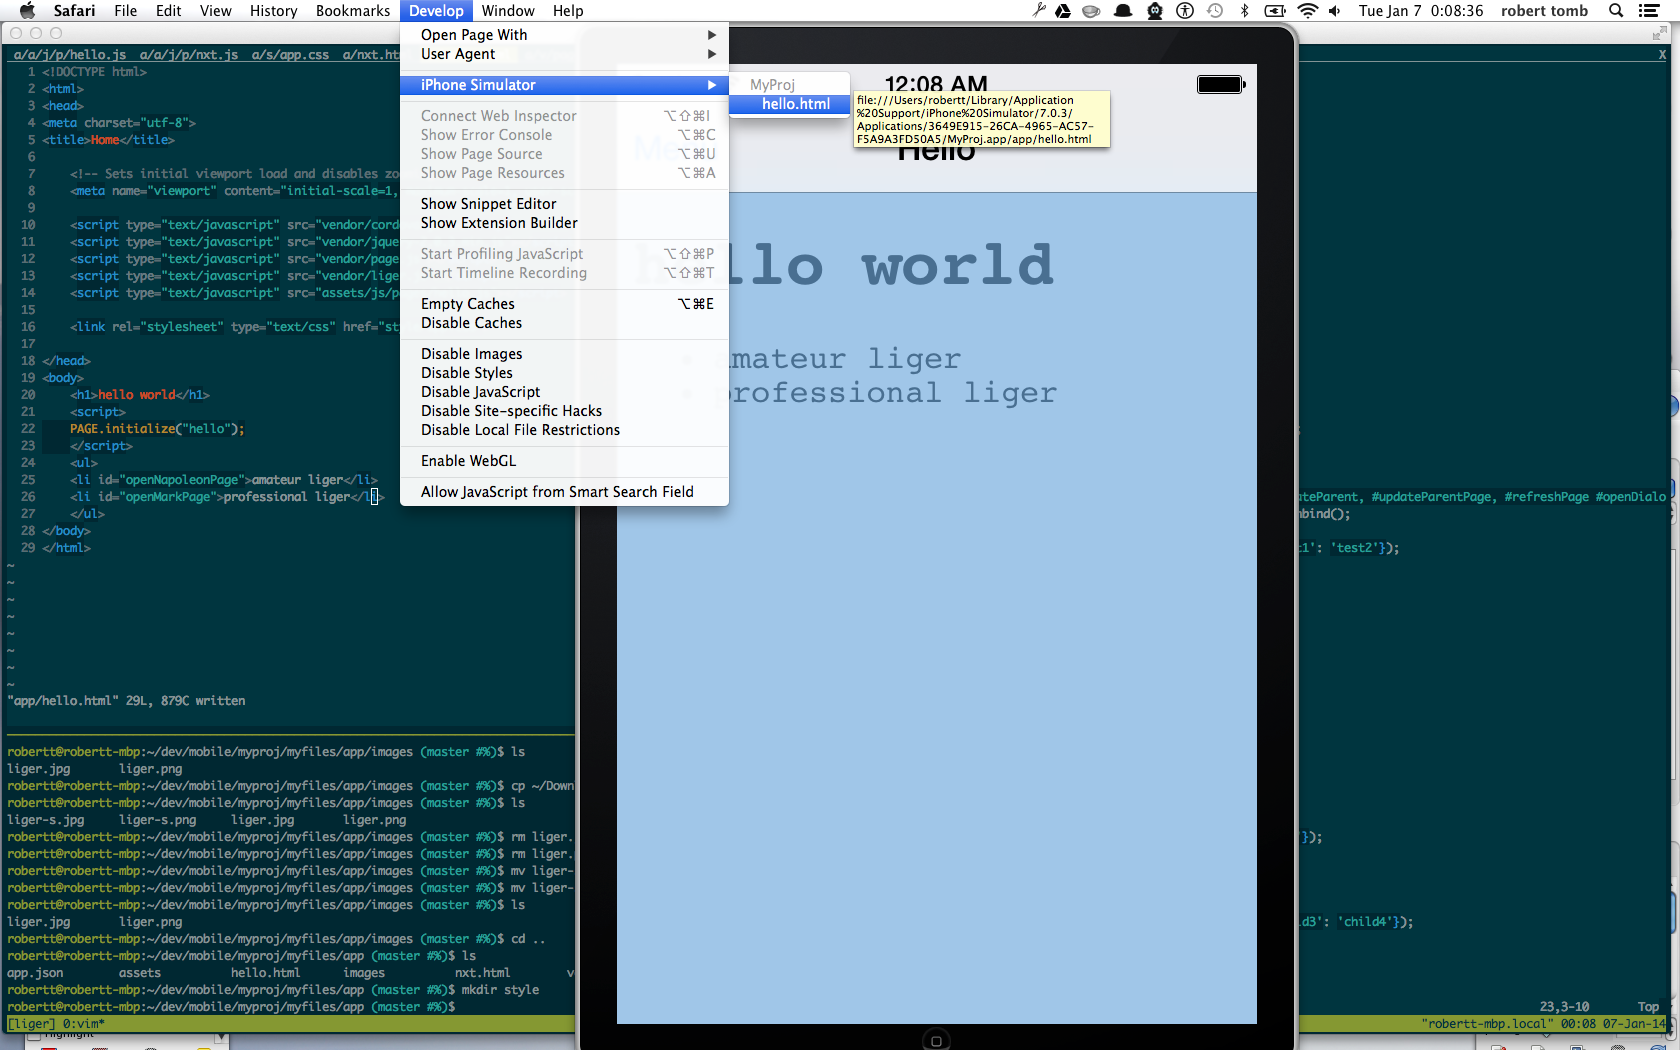 Safari File Edit View History Bookmarks Develop Window Help Tue Jan 7 0:08:36 robert tomb
a/a/j/p/hello.js a/a/j/p/nxt.js a/s/app.css a/nxt.ht X
1 <!DOCTYPE html>
2 <html>
3 <head>
4 <meta charset="utf-8">
5 <title>Home</title>
6
7 <!-- Sets initial viewport load and disables zo
8 <meta name="viewport" content="initial-scale=1,
9
10 <script type="text/javascript" src="vendor/cord
11 <script type="text/javascript" src="vendor/jque
12 <script type="text/javascript" src="vendor/page
13 <script type="text/javascript" src="vendor/lige
14 <script type="text/javascript" src="assets/js/p
15
16 <link rel="stylesheet" type="text/css" href="st
17
18 </head>
19 <body>
20 <h1>hello world</h1>
21 <script>
22 PAGE.initialize("hello");
23 </script>
24 <ul>
25 <li id="openNapoleonPage">amateur liger</li>
26 <li id="openMarkPage">professional liger</li>
27 </ul>
28 </body>
29 </html>
~
~
~
~
~
~
~
~
"app/hello.html" 29L, 879C written
robertt@robertt-mbp:~/dev/mobile/myproj/myfiles/app/images (master #%)$ ls
liger.jpg liger.png
robertt@robertt-mbp:~/dev/mobile/myproj/myfiles/app/images (master #%)$ cp ~/Down
robertt@robertt-mbp:~/dev/mobile/myproj/myfiles/app/images (master #%)$ ls
liger-s.jpg liger-s.png liger.jpg liger.png
robertt@robertt-mbp:~/dev/mobile/myproj/myfiles/app/images (master #%)$ rm liger.
robertt@robertt-mbp:~/dev/mobile/myproj/myfiles/app/images (master #%)$ rm liger.
robertt@robertt-mbp:~/dev/mobile/myproj/myfiles/app/images (master #%)$ mv liger-
robertt@robertt-mbp:~/dev/mobile/myproj/myfiles/app/images (master #%)$ mv liger-
robertt@robertt-mbp:~/dev/mobile/myproj/myfiles/app/images (master #%)$ ls
liger.jpg liger.png
robertt@robertt-mbp:~/dev/mobile/myproj/myfiles/app/images (master #%)$ cd ..
robertt@robertt-mbp:~/dev/mobile/myproj/myfiles/app (master #%)$ ls
app.json assets hello.html images nxt.html v
robertt@robertt-mbp:~/dev/mobile/myproj/myfiles/app (master #%)$ mkdir style
robertt@robertt-mbp:~/dev/mobile/myproj/myfiles/app (master #%)$
[liger] 0:vim*
Open Page With
User Agent
iPhone Simulator
Connect Web Inspector ⌥⇧⌘I
Show Error Console ⌥⌘C
Show Page Source ⌥⌘U
Show Page Resources ⌥⌘A
Show Snippet Editor
Show Extension Builder
Start Profiling JavaScript ⌥⇧⌘P
Start Timeline Recording ⌥⇧⌘T
Empty Caches ⌥⌘E
Disable Caches
Disable Images
Disable Styles
Disable JavaScript
Disable Site-specific Hacks
Disable Local File Restrictions
Enable WebGL
Allow JavaScript from Smart Search Field
MyProj
hello.html
file:///Users/robertt/Library/Application
%20Support/iPhone%20Simulator/7.0.3/
Applications/3649E915-26CA-4965-AC57-
F5A9A3FD50A5/MyProj.app/app/hello.html
12:08 AM
Hello
hello world
amateur liger
professional liger
ateParent, #updateParentPage, #refreshPage #openDialo
nbind();
t1': 'test2'});
'});
ld3': 'child4'});
23,3-10 Top
"robertt-mbp.local" 00:08 07-Jan-14